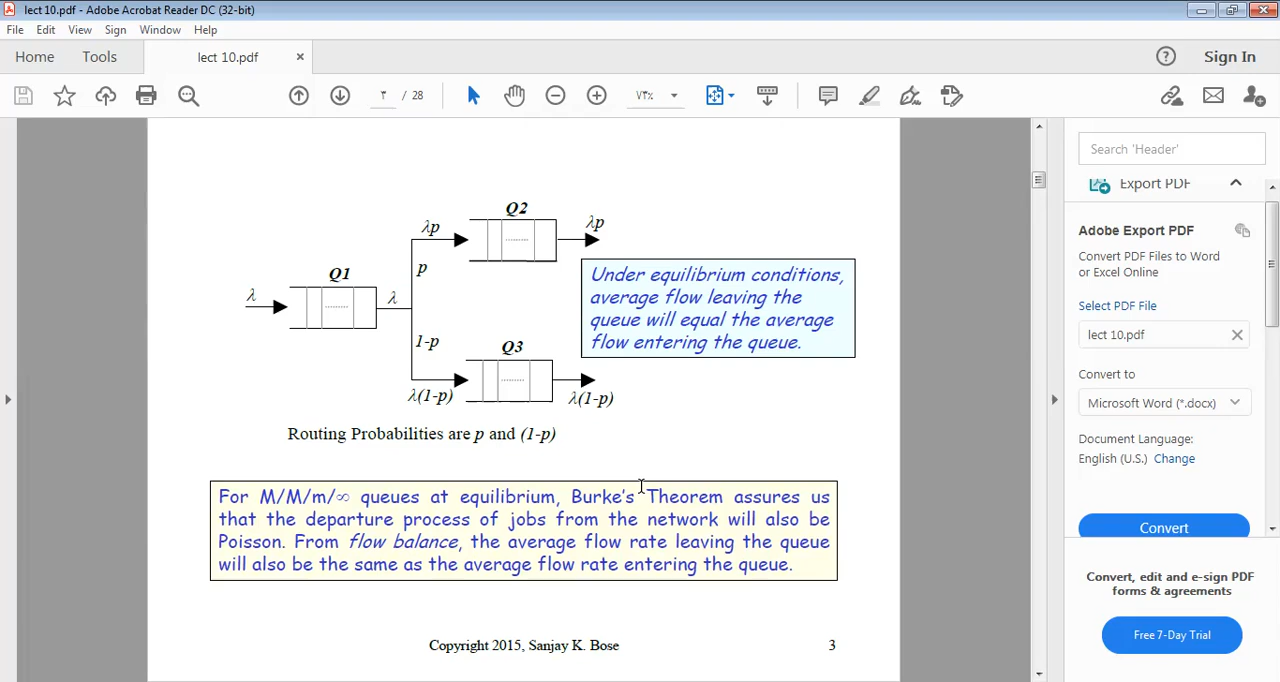 lect 10.pdf - Adobe Acrobat Reader DC (32-bit)
File Edit View Sign Window Help
Home Tools lect 10.pdf × ? Sign In
٣ / 28 ٧٣%
Q2
λp λp
p
Q1
λ λ
Under equilibrium conditions,
average flow leaving the
queue will equal the average
flow entering the queue.
1-p
Q3
λ(1-p) λ(1-p)
Routing Probabilities are p and (1-p)
For M/M/m/∞ queues at equilibrium, Burke's Theorem assures us
that the departure process of jobs from the network will also be
Poisson. From flow balance, the average flow rate leaving the queue
will also be the same as the average flow rate entering the queue.
Copyright 2015, Sanjay K. Bose 3
Search 'Header'
Export PDF
Adobe Export PDF
Convert PDF Files to Word
or Excel Online
Select PDF File
lect 10.pdf
Convert to
Microsoft Word (*.docx)
Document Language:
English (U.S.) Change
Convert
Convert, edit and e-sign PDF
forms & agreements
Free 7-Day Trial